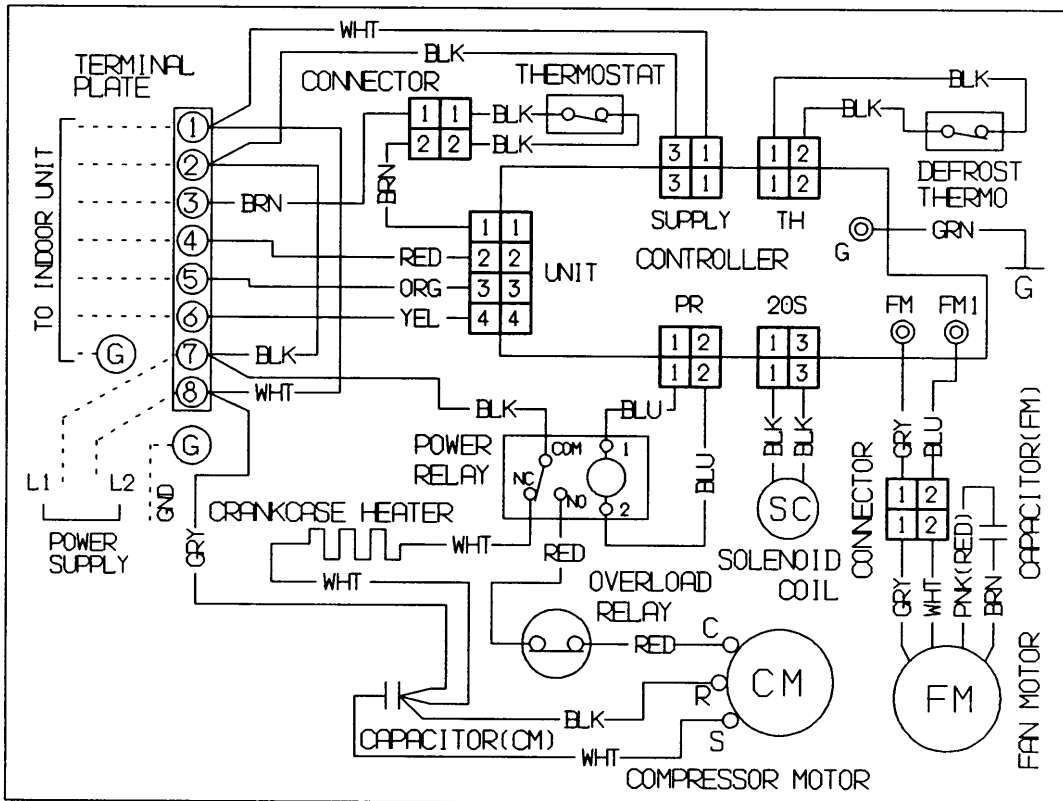 WHT
BLK
TERMINAL
PLATE
CONNECTOR
THERMOSTAT
BLK
1 1
BLK
2 2
BLK
BLK
DEFROST
THERMO
3 1
3 1
SUPPLY
1 2
1 2
TH
TO INDOOR UNIT
1
2
3
4
5
6
7
8
G
G
BRN
BRN
RED
ORG
YEL
1 1
2 2
3 3
4 4
UNIT
CONTROLLER
G
GRN
G
PR
20S
FM
FM1
1 2
1 2
1 3
1 3
BLK
WHT
BLK
BLU
BLU
BLK
BLK
GRY
BLU
POWER
RELAY
COM
NC
NO
1
2
L1
L2
GND
POWER
SUPPLY
GRY
CRANKCASE HEATER
WHT
WHT
RED
SC
SOLENOID
COIL
CONNECTOR
1 2
1 2
CAPACITOR(FM)
GRY
WHT
PNK(RED)
BRN
OVERLOAD
RELAY
RED
C
R
S
CM
FM
FAN MOTOR
BLK
CAPACITOR(CM)
WHT
COMPRESSOR MOTOR